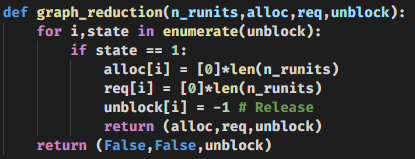 def graph_reduction(n_runits,alloc,req,unblock):
    for i,state in enumerate(unblock):
        if state == 1:
            alloc[i] = [0]*len(n_runits)
            req[i] = [0]*len(n_runits)
            unblock[i] = -1 # Release
            return (alloc,req,unblock)
    return (False,False,unblock)